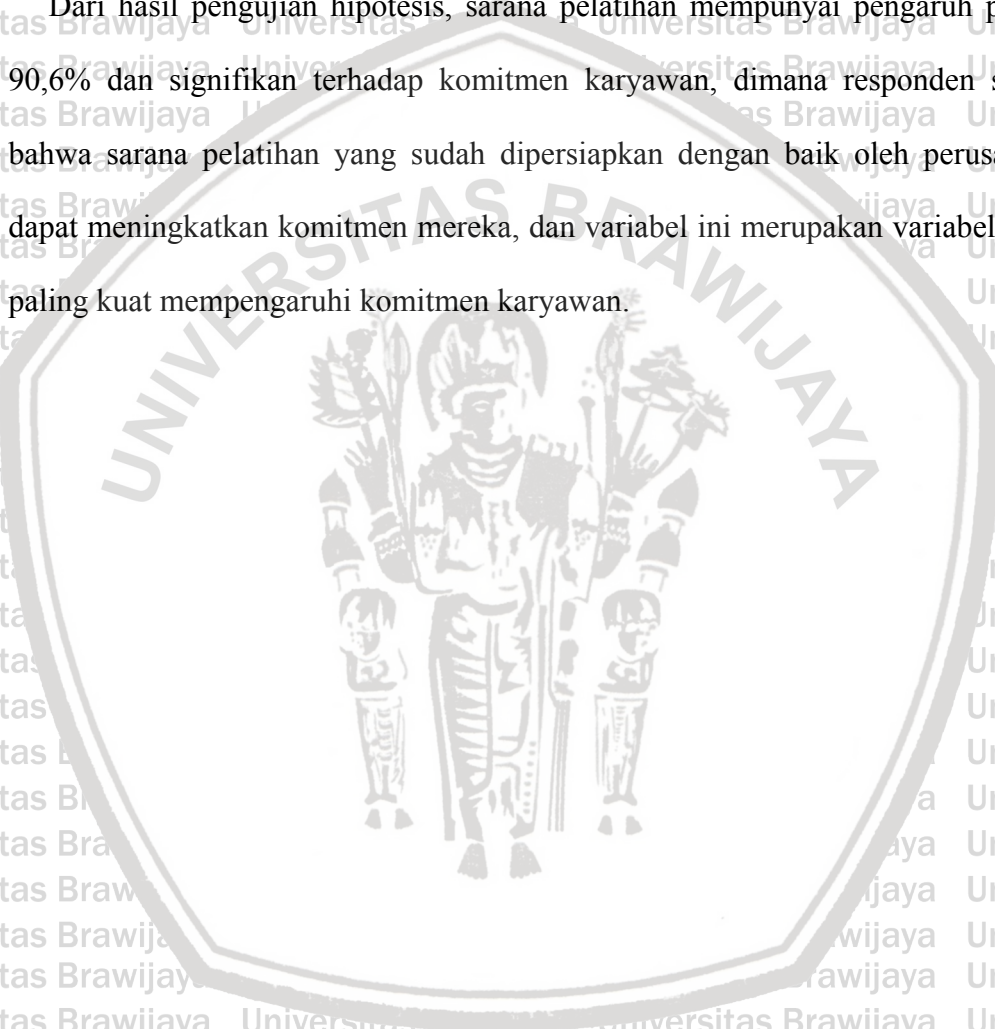 Dari hasil pengujian hipotesis, sarana pelatihan mempunyai pengaruh
90,6% dan signifikan terhadap komitmen karyawan, dimana responden
bahwa sarana pelatihan yang sudah dipersiapkan dengan baik oleh
dapat meningkatkan komitmen mereka, dan variabel ini merupakan variabel
paling kuat mempengaruhi komitmen karyawan.
UNIVERSITAS BRAWIJAYA